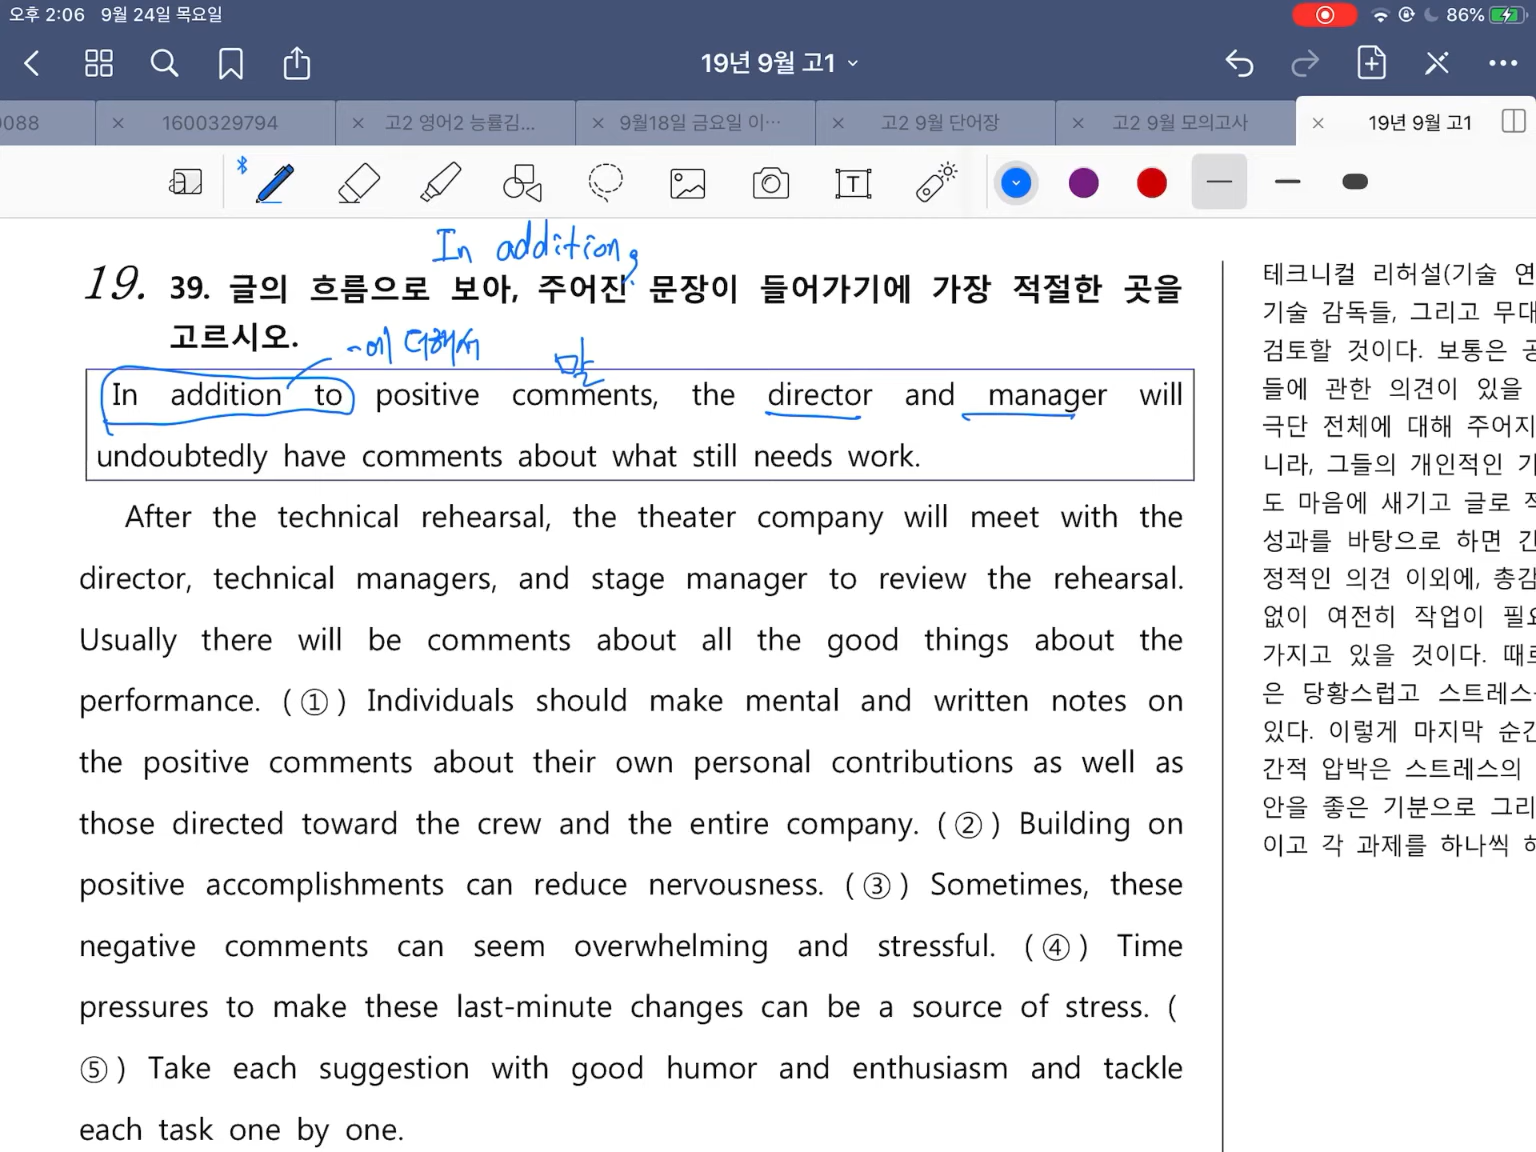 오후 2:06 9월 24일 목요일
86%
19년 9월 고1
0088
1600329794
고2 영어2 능률김...
9월18일 금요일 이...
고2 9월 단어장
고2 9월 모의고사
19년 9월 고1
In addition,
19. 39. 글의 흐름으로 보아, 주어진 문장이 들어가기에 가장 적절한 곳을
고르시오.
~에 더해서
말
In addition to positive comments, the director and manager will
undoubtedly have comments about what still needs work.
After the technical rehearsal, the theater company will meet with the
director, technical managers, and stage manager to review the rehearsal.
Usually there will be comments about all the good things about the
performance. ( ① ) Individuals should make mental and written notes on
the positive comments about their own personal contributions as well as
those directed toward the crew and the entire company. ( ② ) Building on
positive accomplishments can reduce nervousness. ( ③ ) Sometimes, these
negative comments can seem overwhelming and stressful. ( ④ ) Time
pressures to make these last-minute changes can be a source of stress. (
⑤ ) Take each suggestion with good humor and enthusiasm and tackle
each task one by one.
테크니컬 리허설(기술 연
기술 감독들, 그리고 무대
검토할 것이다. 보통은 공
들에 관한 의견이 있을
극단 전체에 대해 주어지
니라, 그들의 개인적인 기
도 마음에 새기고 글로 적
성과를 바탕으로 하면 긴
정적인 의견 이외에, 총감
없이 여전히 작업이 필요
가지고 있을 것이다. 때로
은 당황스럽고 스트레스
있다. 이렇게 마지막 순간
간적 압박은 스트레스의
안을 좋은 기분으로 그리
이고 각 과제를 하나씩 해